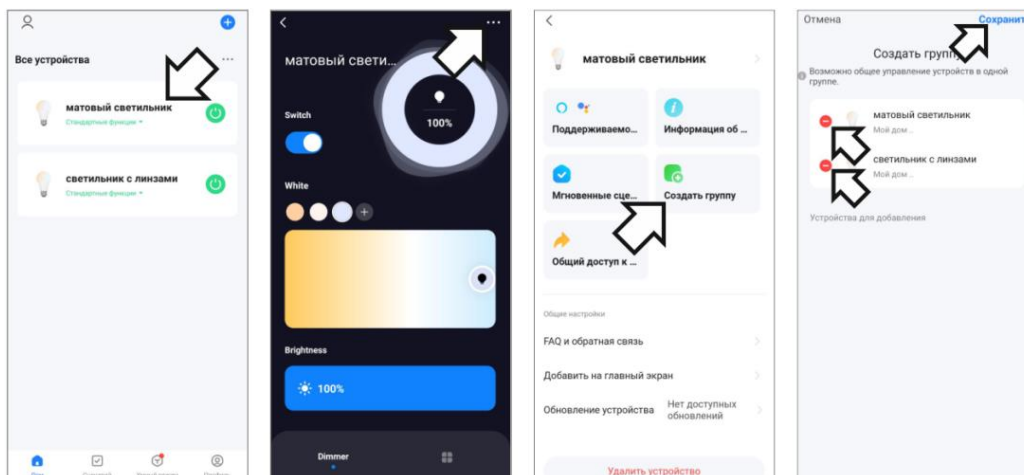 Все устройства
...
матовый светильник
Стандартные функции
светильник с линзами
Стандартные функции
...
матовый свети...
100%
Switch
White
Brightness
100%
Dimmer
матовый светильник
Поддерживаемо...
Информация об ...
Мгновенные сце...
Создать группу
Общий доступ к ...
Общие настройки
FAQ и обратная связь
Добавить на главный экран
Обновление устройства
Нет доступных
обновлений
Удалить устройство
Отмена
Сохранит
Создать групп
Возможно общее управление устройств в одной
группе.
матовый светильник
Мой дом ..
светильник с линзами
Мой дом ..
Устройства для добавления